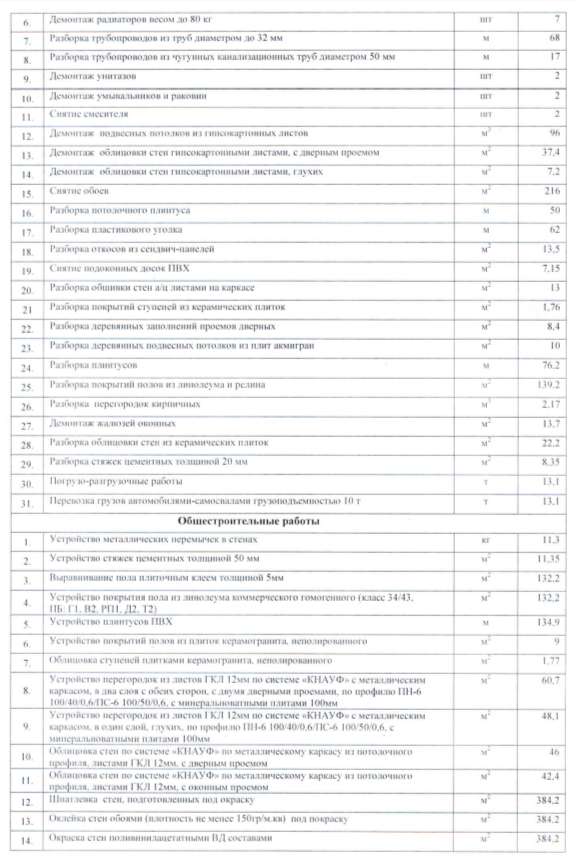 6. Демонтаж радиаторов весом до 80 кг шт 7
7. Разборка трубопроводов из труб диаметром до 32 мм м 68
8. Разборка трубопроводов из чугунных канализационных труб диаметром 50 мм м 17
9. Демонтаж унитазов шт 2
10. Демонтаж умывальников и раковин шт 2
11. Снятие смесителя шт 2
12. Демонтаж подвесных потолков из гипсокартонных листов м² 96
13. Демонтаж облицовки стен гипсокартонными листами, с дверным проемом м² 37,4
14. Демонтаж облицовки стен гипсокартонными листами, глухих м² 7,2
15. Снятие обоев м² 216
16. Разборка потолочного плинтуса м 50
17. Разборка пластикового уголка м 62
18. Разборка откосов из сендвич-панелей м² 13,5
19. Снятие подоконных досок ПВХ м² 7,15
20. Разборка обшивки стен а/ц листами на каркасе м² 13
21 Разборка покрытий ступеней из керамических плиток м² 1,76
22. Разборка деревянных заполнений проемов дверных м² 8,4
23. Разборка деревянных подвесных потолков из плит акмигран м² 10
24. Разборка плинтусов м 76,2
25. Разборка покрытий полов из линолеума и релина м² 139,2
26. Разборка перегородок кирпичных 2,17
27. Демонтаж жалюзей оконных м² 13,7
28. Разборка облицовки стен из керамических плиток м² 22,2
29. Разборка стяжек цементных толщиной 20 мм м² 8,35
30. Погрузо-разгрузочные работы т 13,1
31. Перевозка грузов автомобилями-самосвалами грузоподъемностью 10 т т 13,1
Общестроительные работы
1. Устройство металлических перемычек в стенах кг 11,3
2. Устройство стяжек цементных толщиной 50 мм м² 11,35
3. Выравнивание пола плиточным клеем толщиной 5мм м² 132,2
4. Устройство покрытия пола из линолеума коммерческого гомогенного (класс 34/43, м² 132,2
ПБ: Г1, В2, РП1, Д2, Т2)
5. Устройство плинтусов ПВХ м 134,9
6. Устройство покрытий полов из плиток керамогранита, неполированного м² 9
7. Облицовка ступеней плитками керамогранита, неполированного м² 1,77
8. Устройство перегородок из листов ГКЛ 12мм по системе «КНАУФ» с металлическим м² 60,7
каркасом, в два слоя с обеих сторон, с двумя дверными проемами, по профилю ПН-6
100/40/0,6/ПС-6 100/50/0,6, с минераловатными плитами 100мм
9. Устройство перегородок из листов ГКЛ 12мм по системе «КНАУФ» с металлическим м² 48,1
каркасом, в один слой, глухих, по профилю ПН-6 100/40/0,6/ПС-6 100/50/0,6, с
минераловатными плитами 100мм
10. Облицовка стен по системе «КНАУФ» по металлическому каркасу из потолочного м² 46
профиля, листами ГКЛ 12мм, с дверным проемом
11. Облицовка стен по системе «КНАУФ» по металлическому каркасу из потолочного м² 42,4
профиля, листами ГКЛ 12мм, с оконным проемом
12. Шпатлевка стен, подготовленных под окраску м² 384,2
13. Оклейка стен обоями (плотность не менее 150гр/м.кв) под покраску м² 384,2
14. Окраска стен поливинилацетатными ВД составами м² 384,2